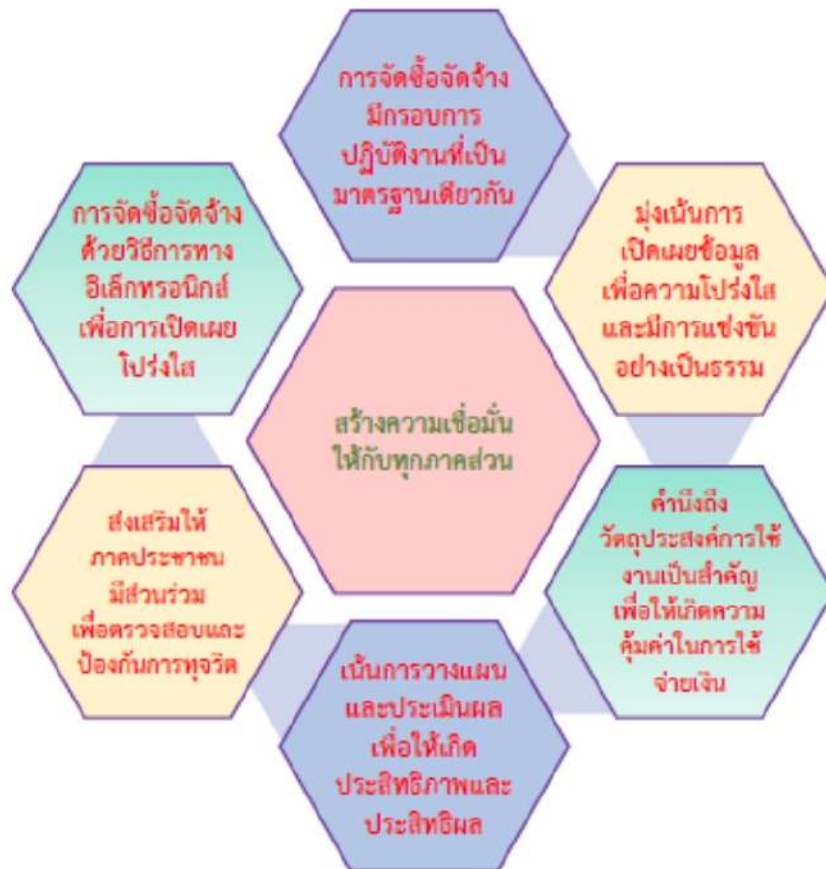 การจัดซื้อจัดจ้าง
มีกรอบการ
ปฏิบัติงานที่เป็น
มาตรฐานเดียวกัน
มุ่งเน้นการ
เปิดเผยข้อมูล
เพื่อความโปร่งใส
และมีการแข่งขัน
อย่างเป็นธรรม
คำนึงถึง
วัตถุประสงค์การใช้
งานเป็นสำคัญ
เพื่อให้เกิดความ
คุ้มค่าในการใช้
จ่ายเงิน
เน้นการวางแผน
และประเมินผล
เพื่อให้เกิด
ประสิทธิภาพและ
ประสิทธิผล
ส่งเสริมให้
ภาคประชาชน
มีส่วนร่วม
เพื่อตรวจสอบและ
ป้องกันการทุจริต
การจัดซื้อจัดจ้าง
ด้วยวิธีการทาง
อิเล็กทรอนิกส์
เพื่อการเปิดเผย
โปร่งใส
สร้างความเชื่อมั่น
ให้กับทุกภาคส่วน